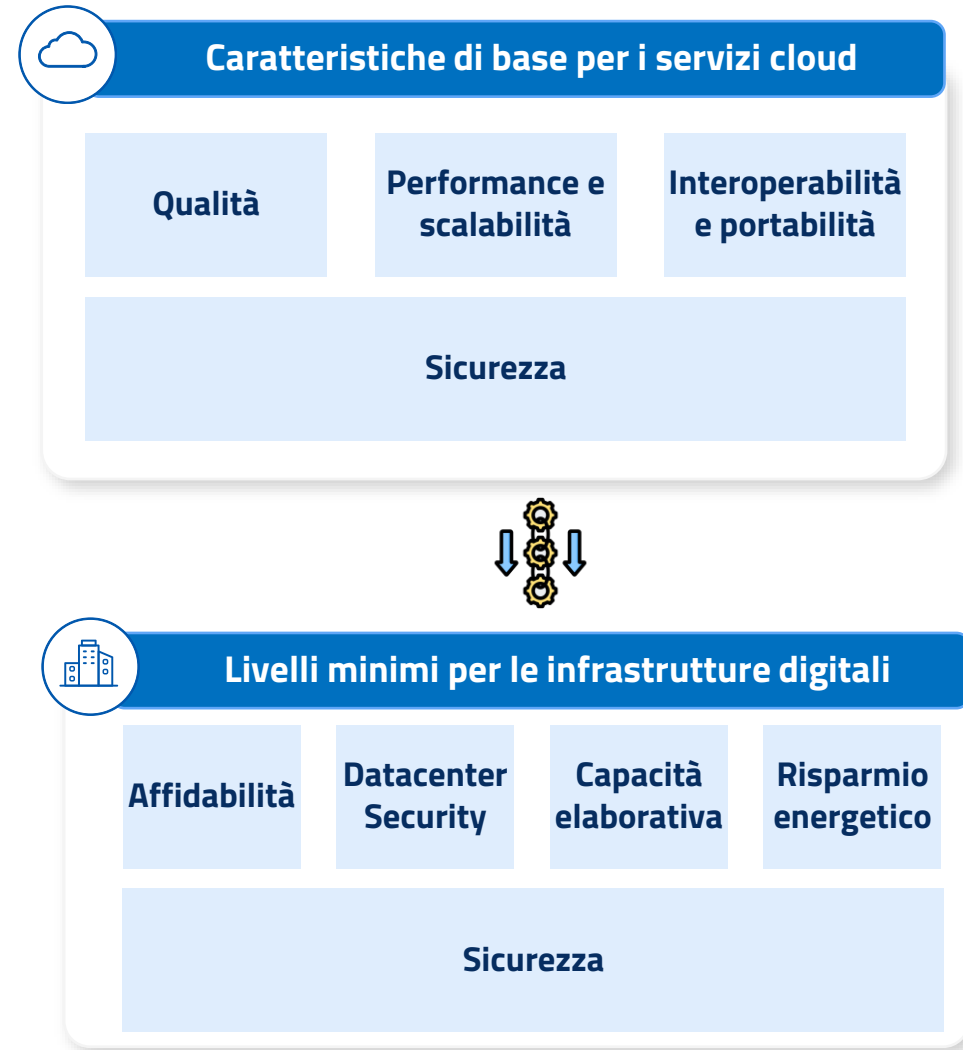 Caratteristiche di base per i servizi cloud
Qualità
Performance e
scalabilità
Interoperabilità
e portabilità
Sicurezza
Livelli minimi per le infrastrutture digitali
Affidabilità
Datacenter
Security
Capacità
elaborativa
Risparmio
energetico
Sicurezza